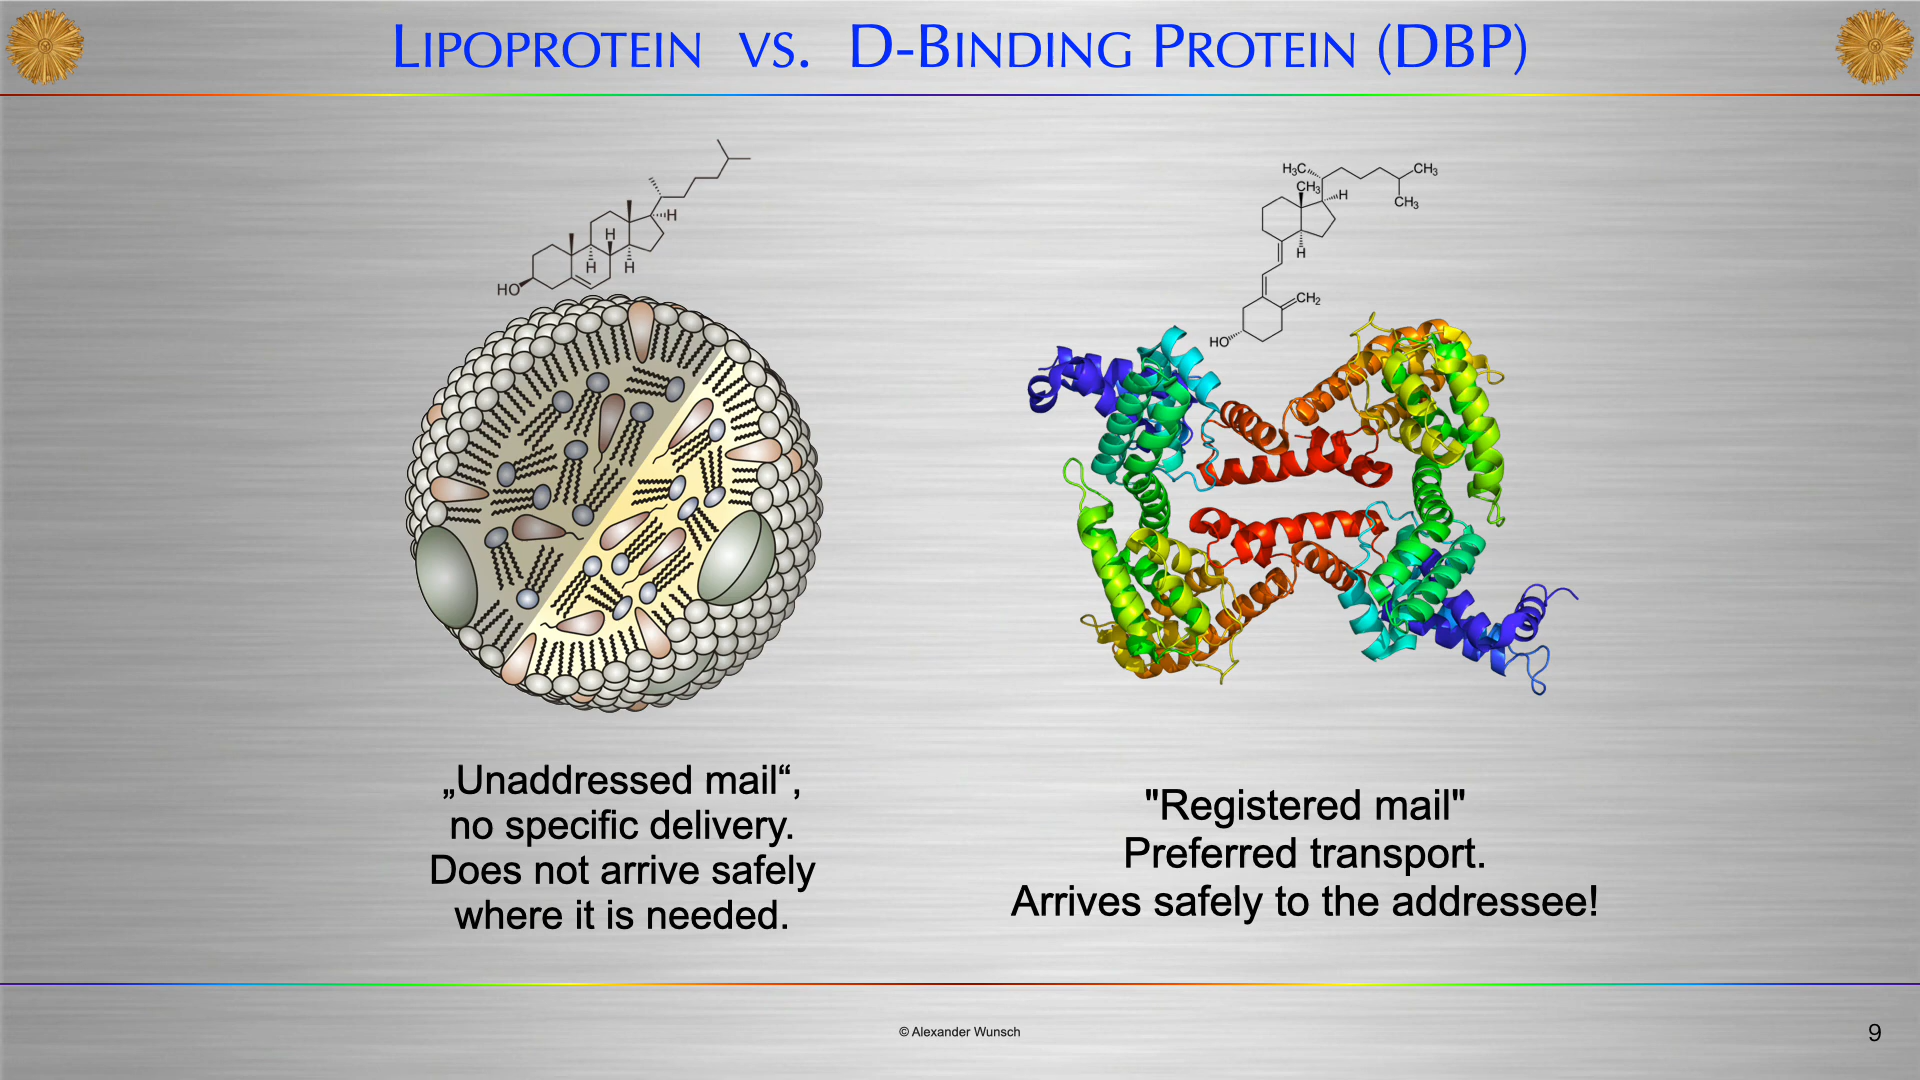 LIPOPROTEIN VS. D-BINDING PROTEIN (DBP)
HO
H
H
H
H
H₃C
CH₃
CH₃
CH₃
H
H
CH₂
HO
„Unaddressed mail“,
no specific delivery.
Does not arrive safely
where it is needed.
"Registered mail"
Preferred transport.
Arrives safely to the addressee!
© Alexander Wunsch
9